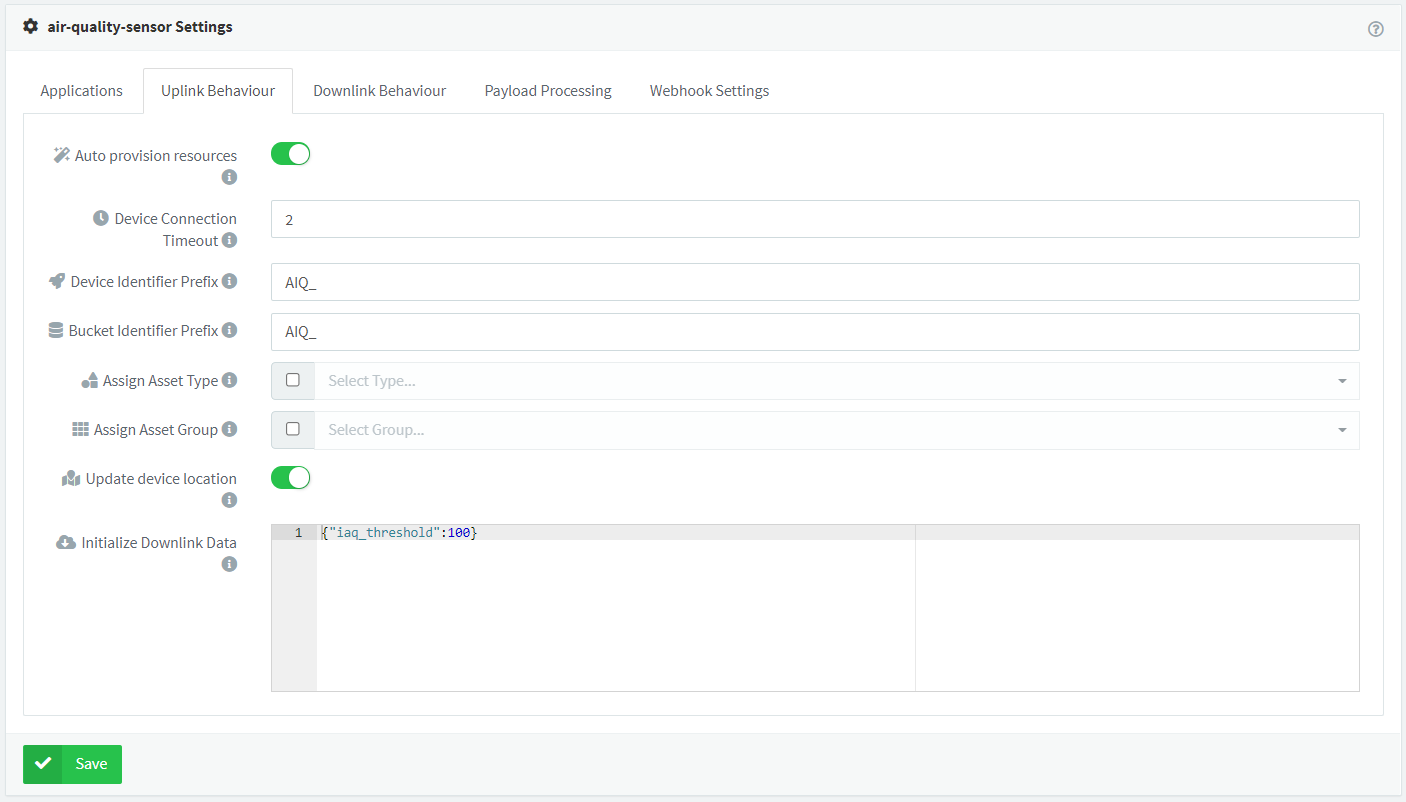 air-quality-sensor Settings
Applications
Uplink Behaviour
Downlink Behaviour
Payload Processing
Webhook Settings
Auto provision resources
Device Connection
Timeout
2
Device Identifier Prefix
AIQ_
Bucket Identifier Prefix
AIQ_
Assign Asset Type
Select Type...
Assign Asset Group
Select Group...
Update device location
Initialize Downlink Data
1
{"iaq_threshold":100}
Save